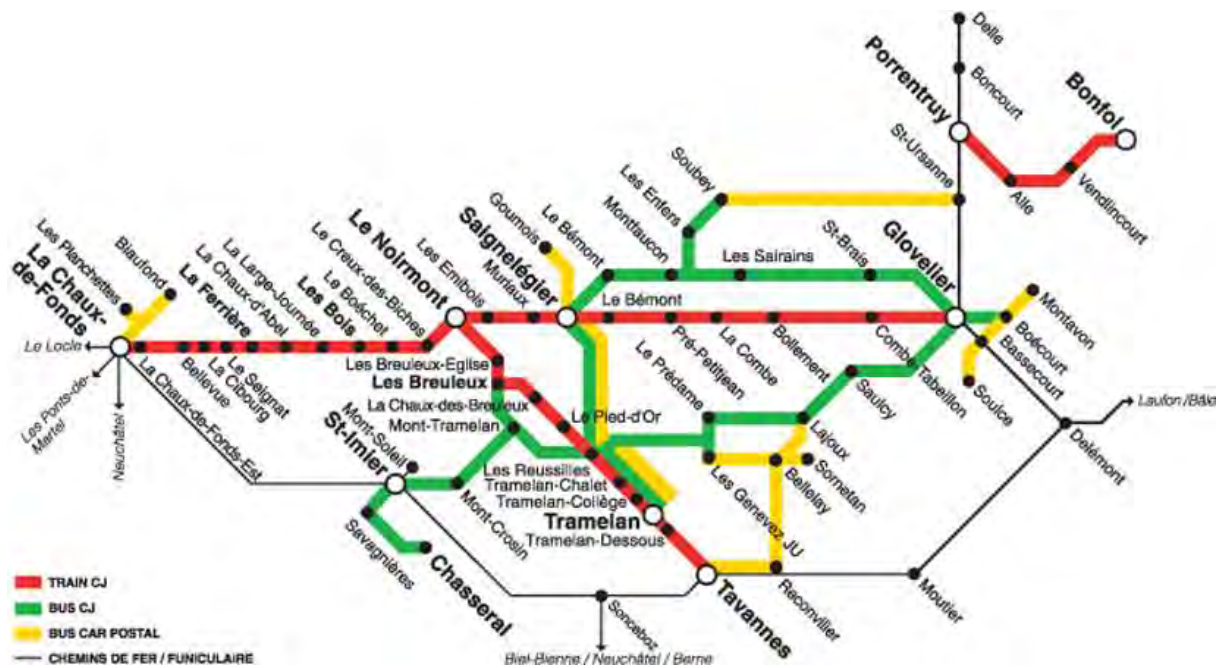 Delle
Boncourt
Porrentruy
Bonfol
St-Ursanne
Alle
Vendlincourt
Soubey
Les Enfers
Montfaucon
Goumois
Le Bémont
Saignelégier
Les Sairains
St-Brais
Glovelier
Les Planchettes
Biaufond
La Chaux-
de-Fonds
La Ferrière
La Chaux-d'Abel
La Large-Journée
Les Bois
Le Boéchet
Le Creux-des-Biches
Le Noirmont
Les Emibois
Muriaux
Le Bémont
Pré-Petitjean
La Combe
Bollement
Combe
Tabeillon
Montavon
Boécourt
Bassecourt
Soulce
Le Locle
Les Ponts-de-
Martel
Neuchâtel
La Chaux-de-Fonds-Est
Bellevue
La Cibourg
Le Seignat
Les Breuleux-Eglise
Les Breuleux
La Chaux-des-Breuleux
Mont-Tramelan
Le Pied-d'Or
Le Prédame
Saulcy
Lajoux
Sornetan
Bellelay
Les Genevez JU
Laufon /Bâle
Delémont
Mont-Soleil
St-Imier
Mont-Crosin
Savagnières
Chasseral
Les Reussilles
Tramelan-Chalet
Tramelan-Collège
Tramelan
Tramelan-Dessous
Tavannes
Reconvilier
Moutier
Sonceboz
Biel-Bienne / Neuchâtel / Berne
TRAIN CJ
BUS CJ
BUS CAR POSTAL
CHEMINS DE FER / FUNICULAIRE